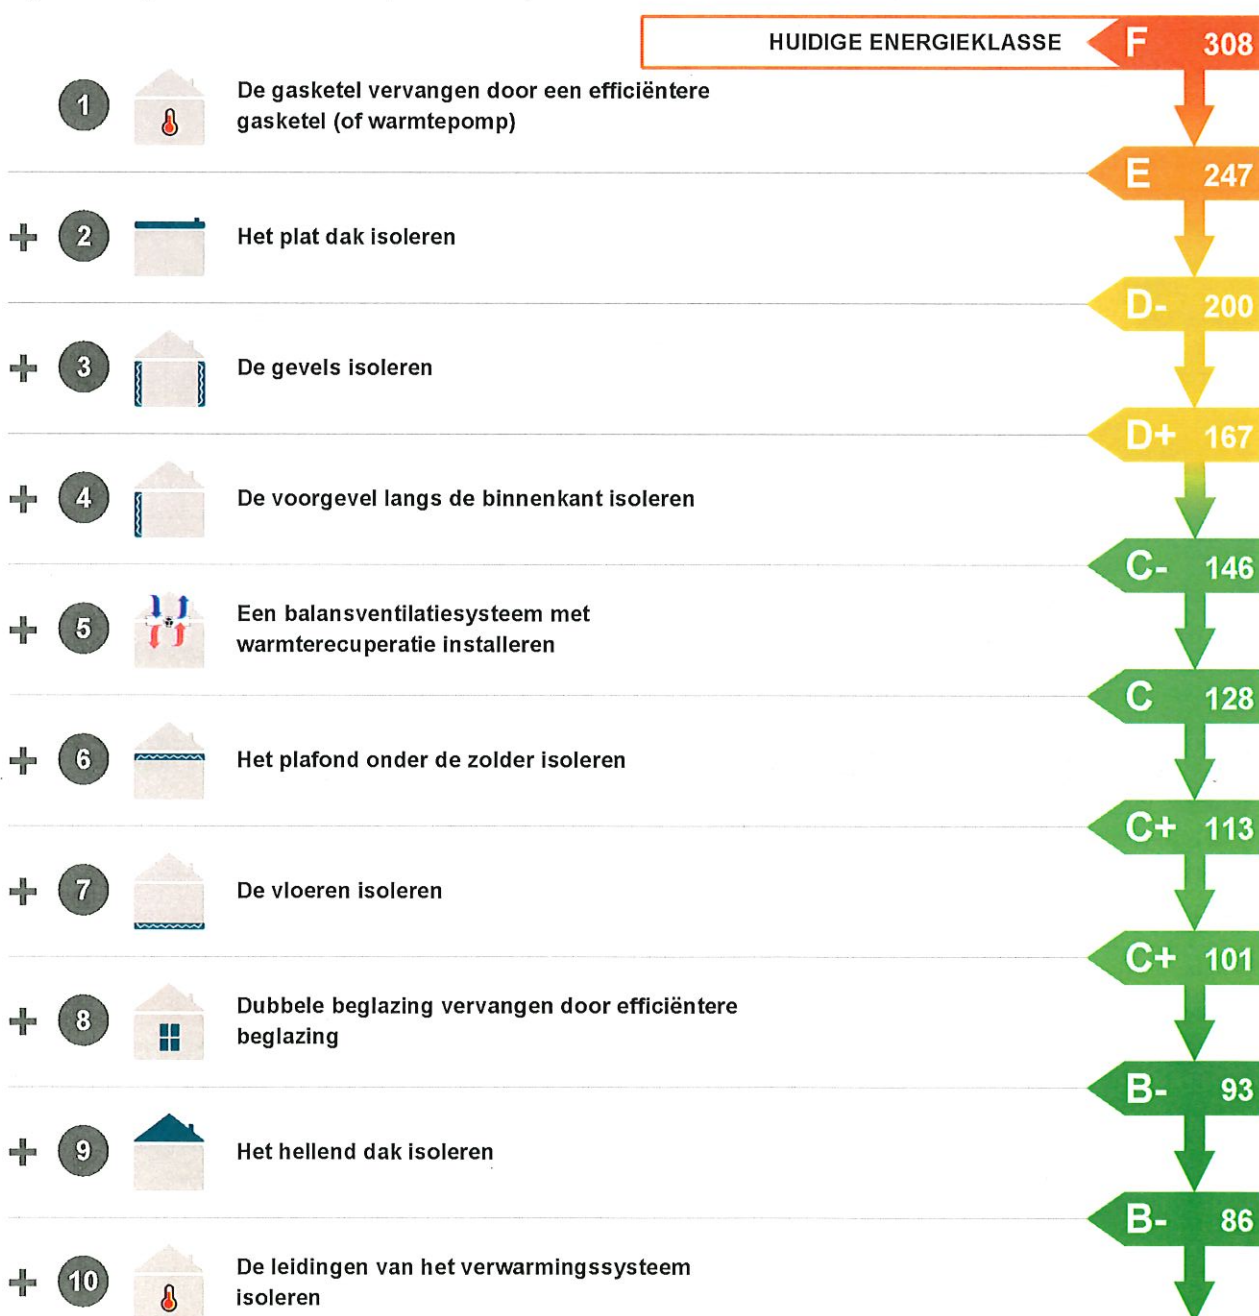 HUIDIGE ENERGIEKLASSE F 308
1 De gasketel vervangen door een efficiëntere
gasketel (of warmtepomp)
E 247
+ 2 Het plat dak isoleren
D- 200
+ 3 De gevels isoleren
D+ 167
+ 4 De voorgevel langs de binnenkant isoleren
C- 146
+ 5 Een balansventilatiesysteem met
warmterecuperatie installeren
C 128
+ 6 Het plafond onder de zolder isoleren
C+ 113
+ 7 De vloeren isoleren
C+ 101
+ 8 Dubbele beglazing vervangen door efficiëntere
beglazing
B- 93
+ 9 Het hellend dak isoleren
B- 86
+ 10 De leidingen van het verwarmingssysteem
isoleren